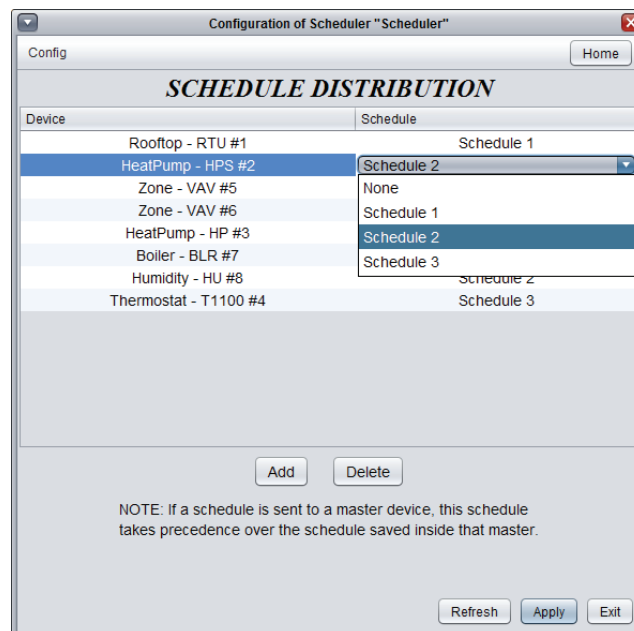 Configuration of Scheduler "Scheduler"
Config
Home
SCHEDULE DISTRIBUTION
Device Schedule
Rooftop - RTU #1 Schedule 1
HeatPump - HPS #2 Schedule 2
Zone - VAV #5 None
Zone - VAV #6 Schedule 1
HeatPump - HP #3 Schedule 2
Boiler - BLR #7 Schedule 3
Humidity - HU #8 Schedule 2
Thermostat - T1100 #4 Schedule 3
Add Delete
NOTE: If a schedule is sent to a master device, this schedule
takes precedence over the schedule saved inside that master.
Refresh Apply Exit